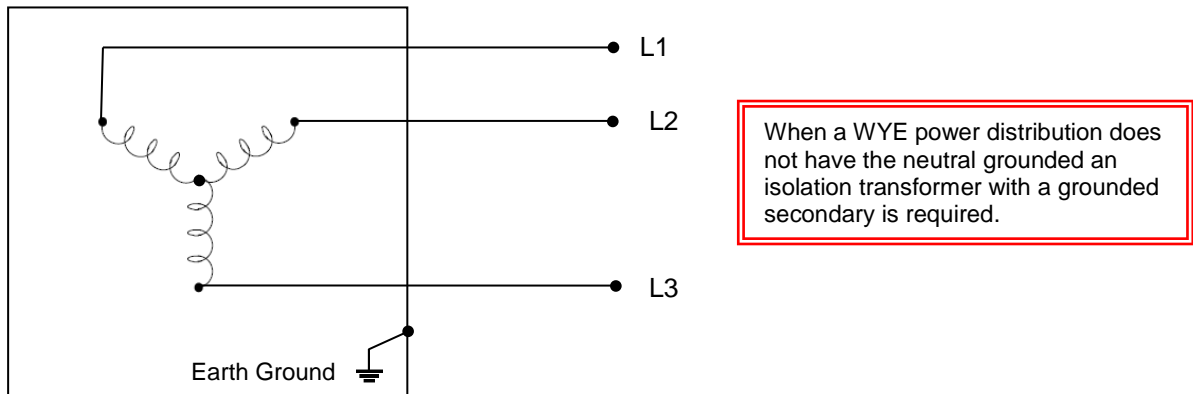 L1
L2
When a WYE power distribution does
not have the neutral grounded an
isolation transformer with a grounded
secondary is required.
L3
Earth Ground